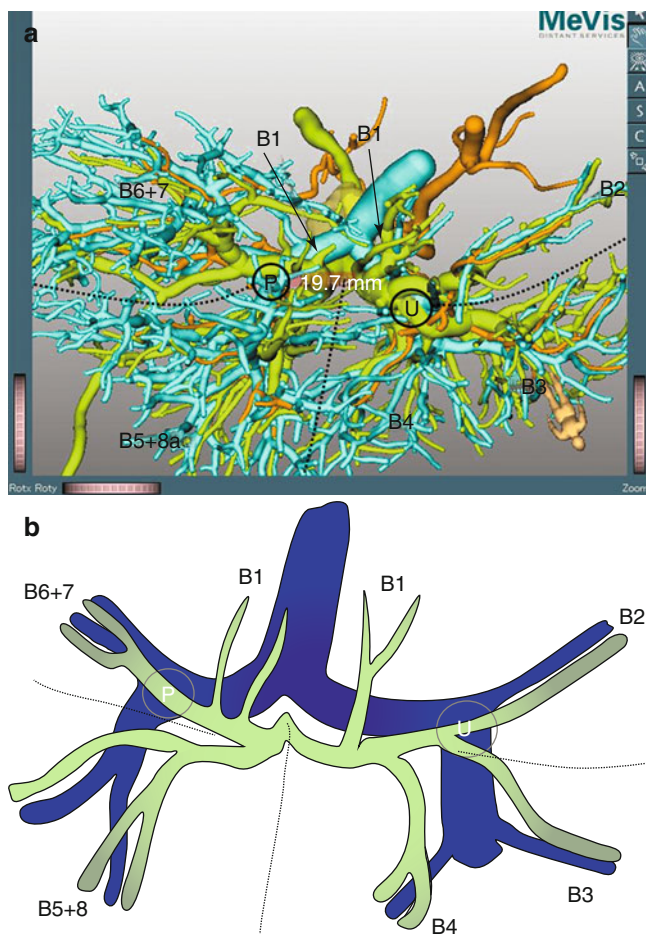 a
MeVis
DISTANT SERVICES
A
S
C
B1
B1
B6+7
B2
P
19.7 mm
U
B3
B4
B5+8a
Rotx Roty
Zoom
b
B6+7
B1
B1
B2
P
U
B5+8
B4
B3